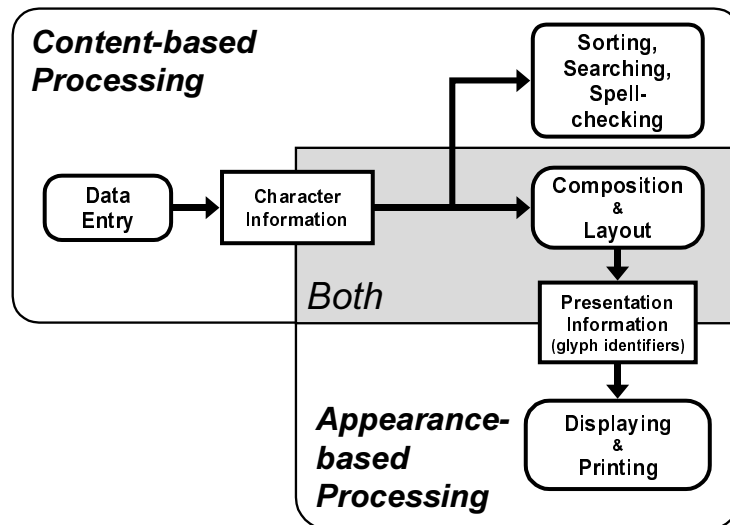 Content-based
Processing
Sorting,
Searching,
Spell-
checking
Data
Entry
Character
Information
Composition
&
Layout
Both
Presentation
Information
(glyph identifiers)
Appearance-
based
Processing
Displaying
&
Printing